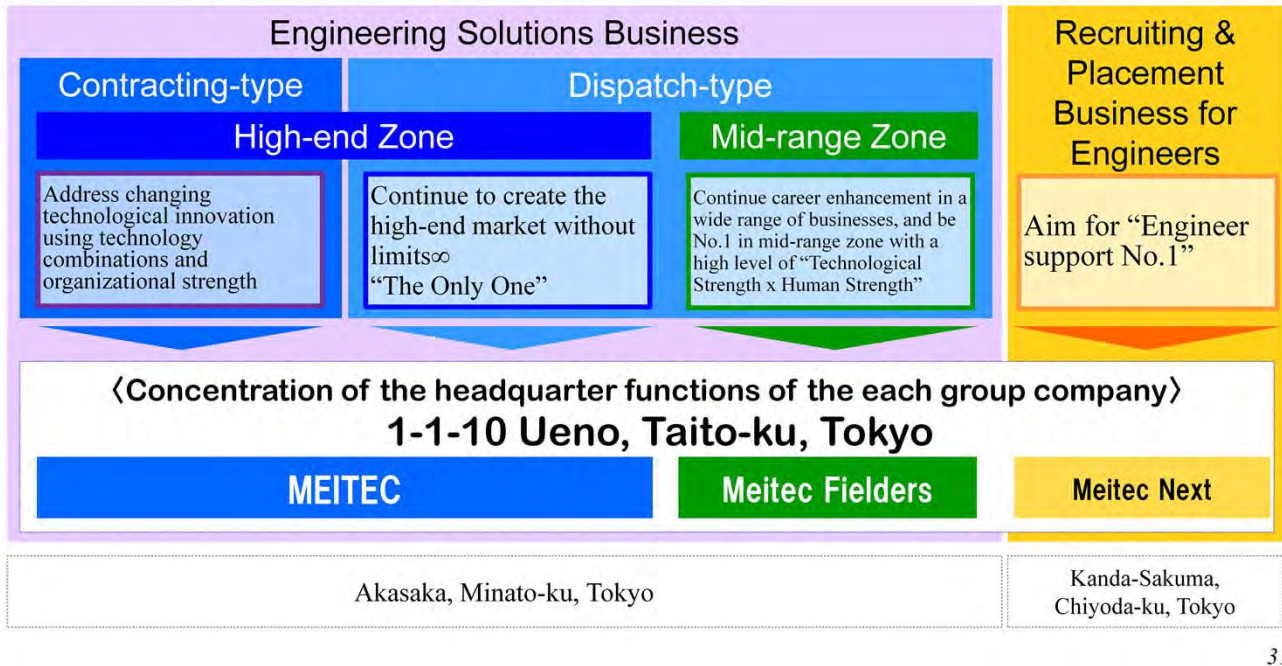 Engineering Solutions Business
Recruiting &
Placement
Business for
Engineers
Contracting-type
Dispatch-type
High-end Zone
Mid-range Zone
Address changing
technological innovation
using technology
combinations and
organizational strength
Continue to create the
high-end market without
limits∞
“The Only One”
Continue career enhancement in a
wide range of businesses, and be
No.1 in mid-range zone with a
high level of “Technological
Strength x Human Strength”
Aim for “Engineer
support No.1”
〈Concentration of the headquarter functions of the each group company〉
1-1-10 Ueno, Taito-ku, Tokyo
MEITEC
Meitec Fielders
Meitec Next
Akasaka, Minato-ku, Tokyo
Kanda-Sakuma,
Chiyoda-ku, Tokyo
3